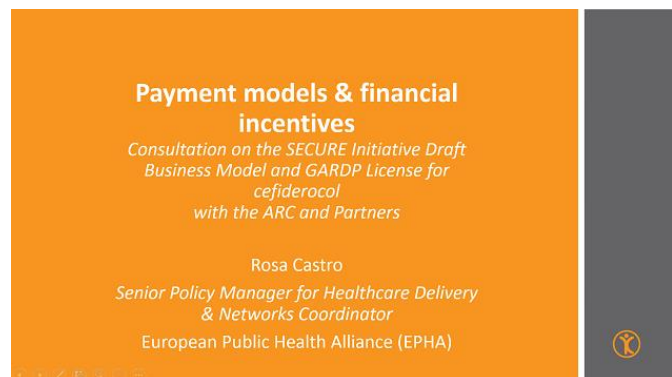 Payment models & financial
incentives
Consultation on the SECURE Initiative Draft
Business Model and GARDP License for
cefiderocol
with the ARC and Partners
Rosa Castro
Senior Policy Manager for Healthcare Delivery
& Networks Coordinator
European Public Health Alliance (EPHA)